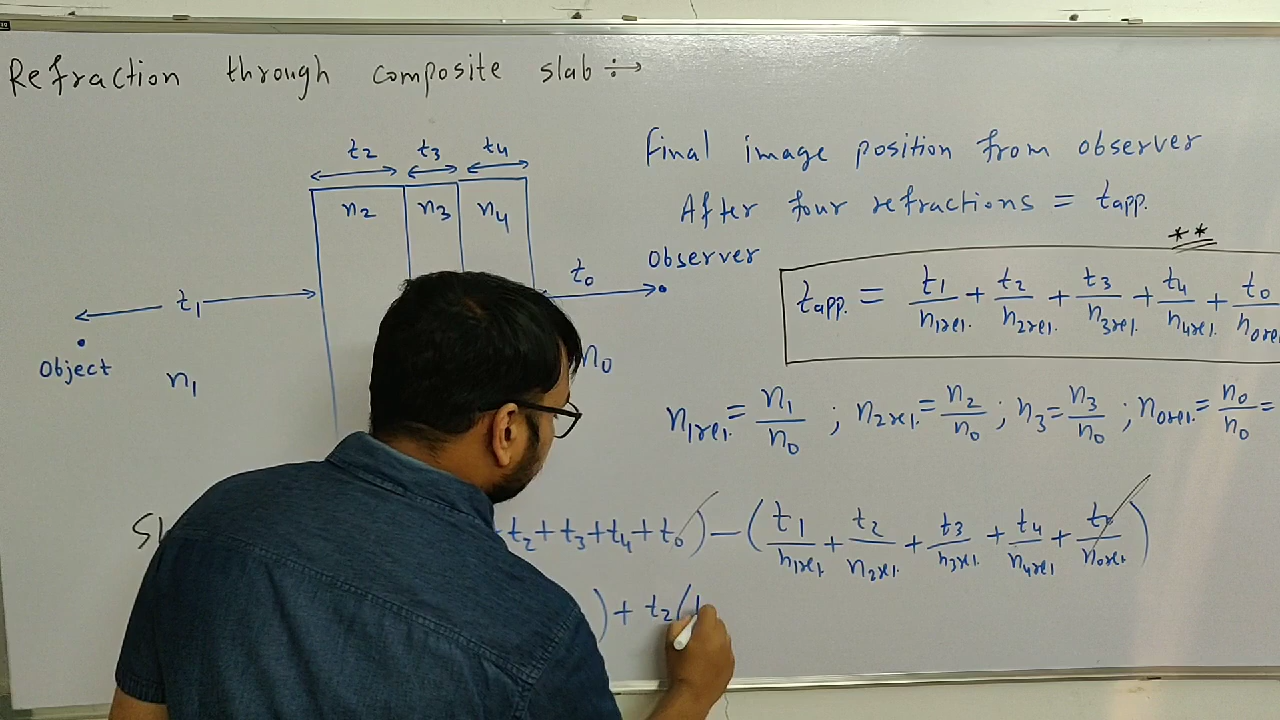 Refraction through composite slab ÷→
t2 t3 t4
n2 n3 n4
t1
t0
Object
n1
n0
observer
Final image position from observer
After four refractions = tapp.
**
tapp. = t1/n1rel. + t2/n2rel. + t3/n3rel. + t4/n4rel. + t0/n0rel
n1rel. = n1/n0 ; n2rel. = n2/n0 ; n3 = n3/n0 ; n0rel. = n0/n0 =
t2 + t3 + t4 + t0) – (t1/n1rel + t2/n2rel. + t3/n3rel. + t4/n4rel + t0/n0rel)
) + t2(1